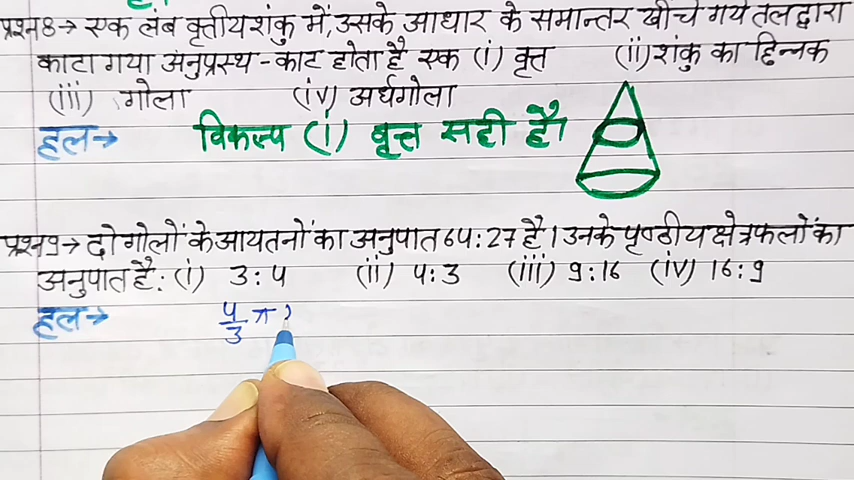 प्रश्न8→ एक लंब वृत्तीय शंकु में, उसके आधार के समान्तर खींचे गये तल द्वारा
काटा गया अनुप्रस्थ-काट होता है एक (i) वृत्त (ii) शंकु का छिन्नक
(iii) गोला (iv) अर्धगोला
हल→ विकल्प (i) वृत्त सही है।
प्रश्न9→ दो गोलों के आयतनों का अनुपात 64:27 है। उनके पृष्ठीय क्षेत्रफलों का
अनुपात है: (i) 3:4 (ii) 4:3 (iii) 9:16 (iv) 16:9
हल→ 4/3 π